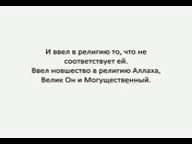 И ввел в религию то, что не
соответствует ей.
Ввел новшество в религию Аллаха,
Велик Он и Могущественный.